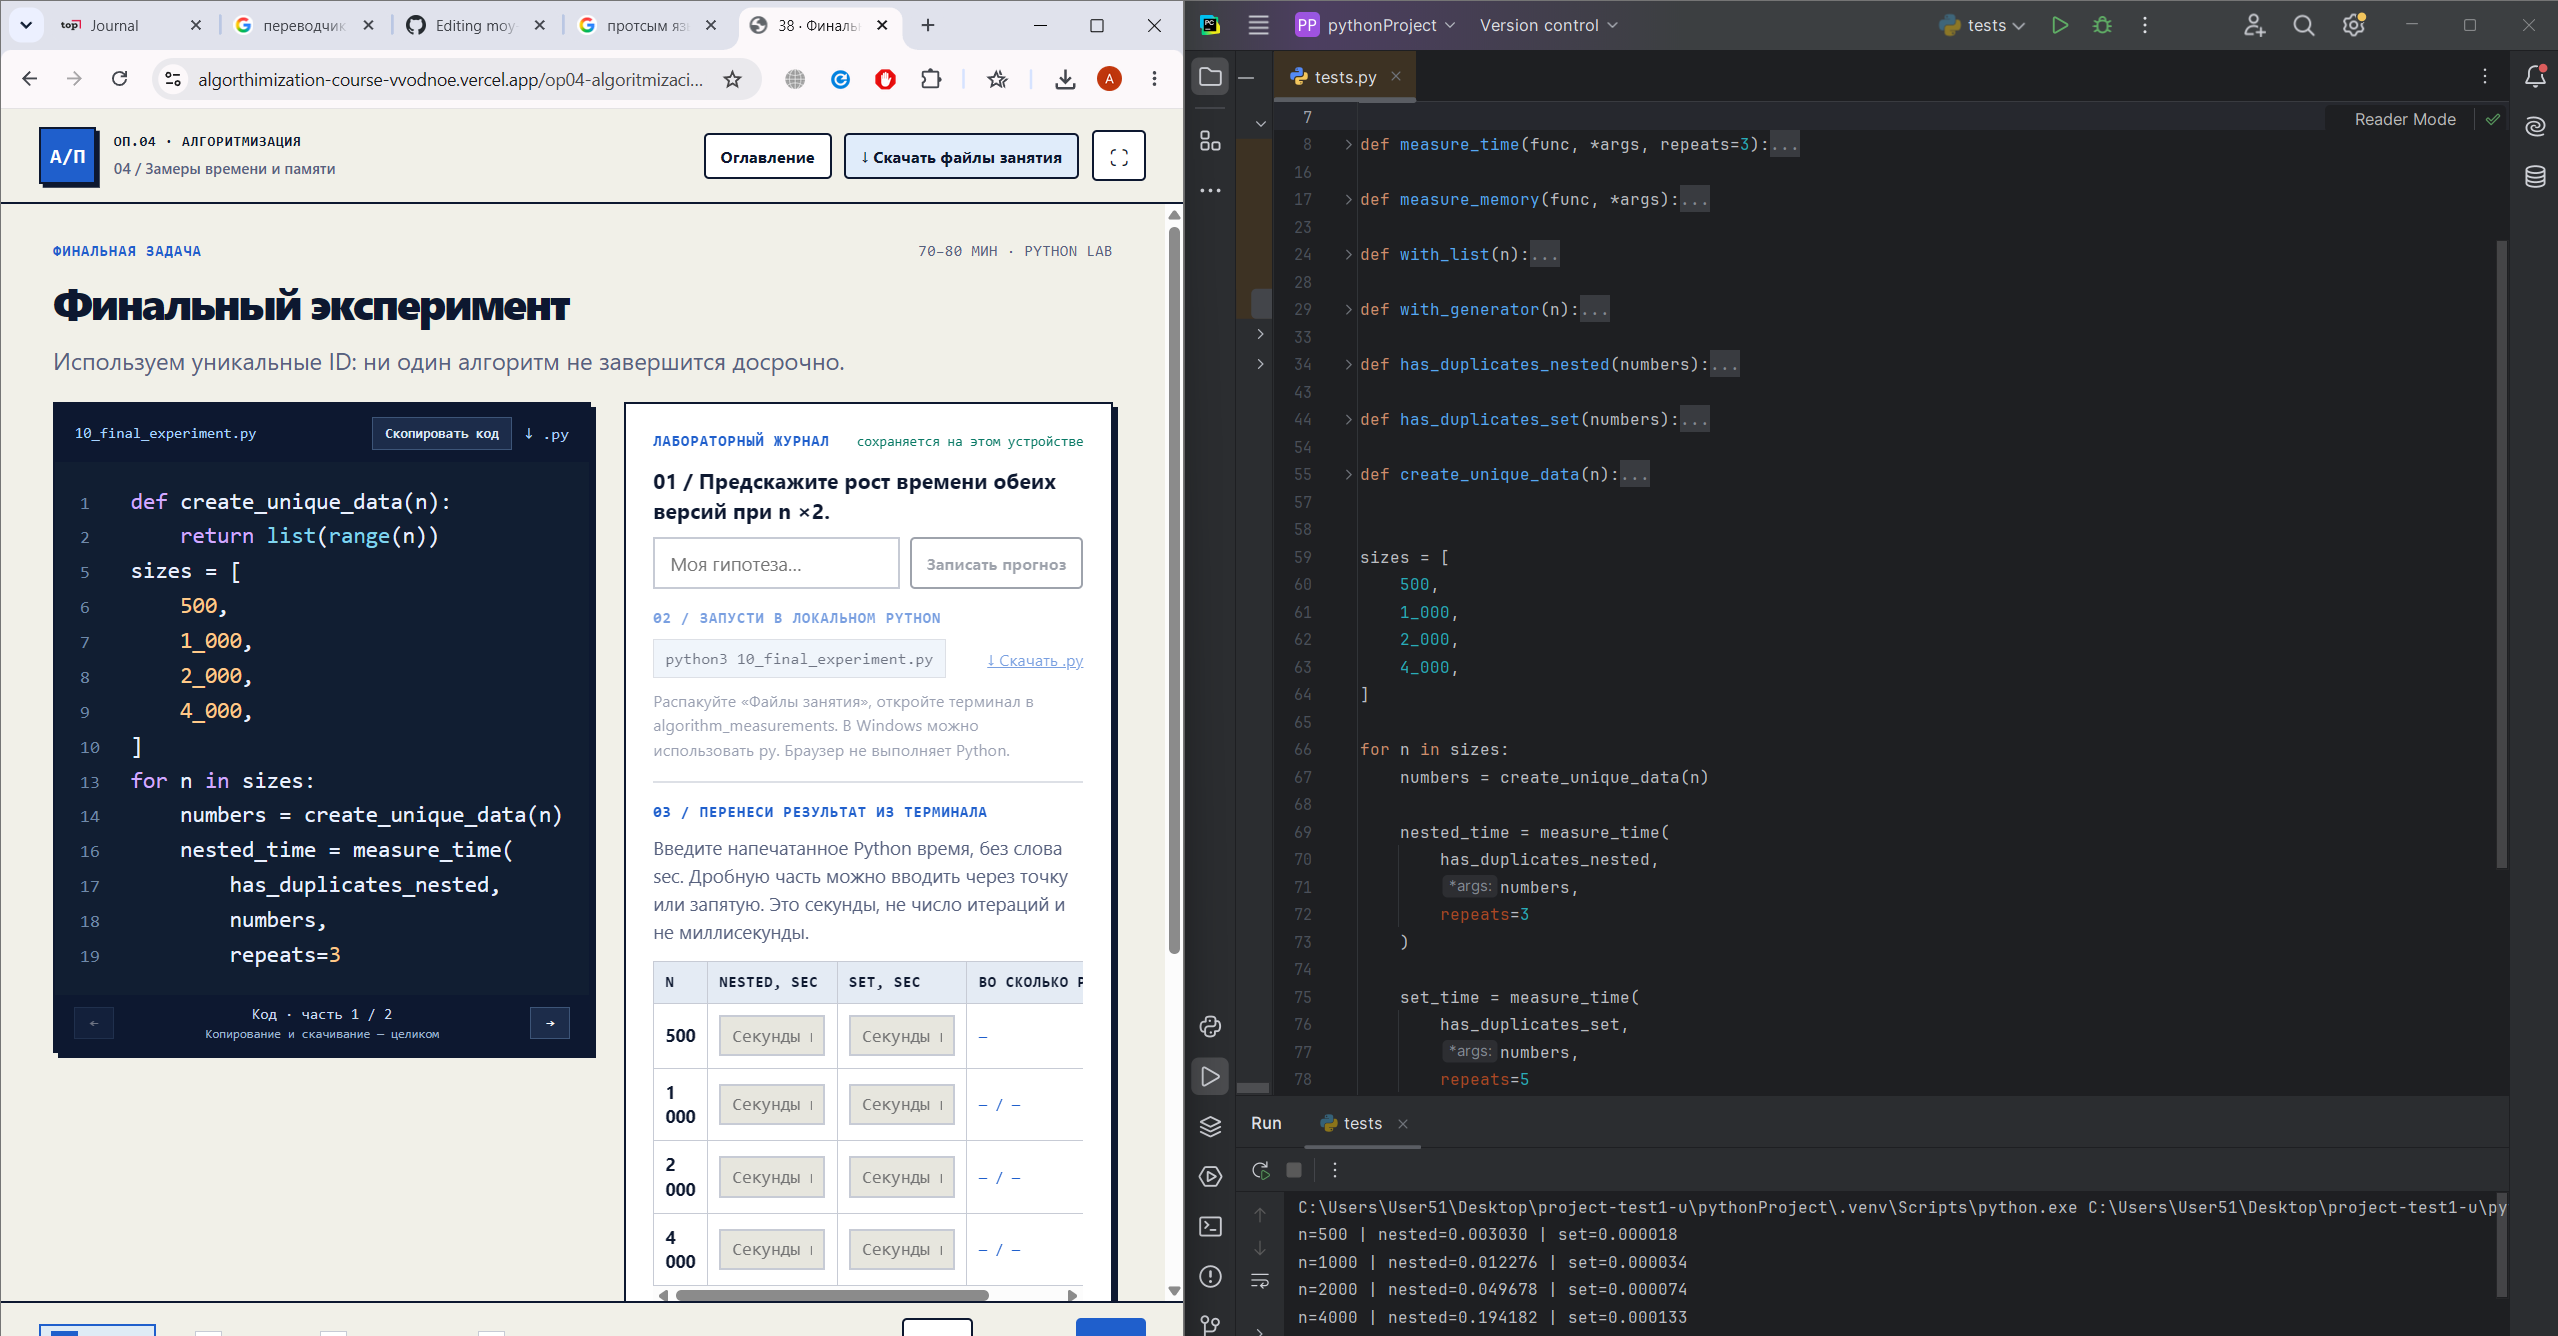 Journal
переводчик
Editing moy
протсым яз
38 · Финаль
algorthimization-course-vvodnoe.vercel.app/op04-algoritmizaci...
A
А/П
ОП.04 · АЛГОРИТМИЗАЦИЯ
04 / Замеры времени и памяти
Оглавление
↓ Скачать файлы занятия
ФИНАЛЬНАЯ ЗАДАЧА
70–80 МИН · PYTHON LAB
Финальный эксперимент
Используем уникальные ID: ни один алгоритм не завершится досрочно.
10_final_experiment.py
Скопировать код
↓ .py
1 def create_unique_data(n):
2 return list(range(n))
5 sizes = [
6 500,
7 1_000,
8 2_000,
9 4_000,
10 ]
13 for n in sizes:
14 numbers = create_unique_data(n)
16 nested_time = measure_time(
17 has_duplicates_nested,
18 numbers,
19 repeats=3
←
Код · часть 1 / 2
Копирование и скачивание — целиком
→
ЛАБОРАТОРНЫЙ ЖУРНАЛ
сохраняется на этом устройстве
01 / Предскажите рост времени обеих
версий при n ×2.
Моя гипотеза...
Записать прогноз
02 / ЗАПУСТИ В ЛОКАЛЬНОМ PYTHON
python3 10_final_experiment.py
↓ Скачать .py
Распакуйте «Файлы занятия», откройте терминал в
algorithm_measurements. В Windows можно
использовать py. Браузер не выполняет Python.
03 / ПЕРЕНЕСИ РЕЗУЛЬТАТ ИЗ ТЕРМИНАЛА
Введите напечатанное Python время, без слова
sec. Дробную часть можно вводить через точку
или запятую. Это секунды, не число итераций и
не миллисекунды.
N NESTED, SEC SET, SEC ВО СКОЛЬКО
500 Секунды Секунды —
1 000 Секунды Секунды — / —
2 000 Секунды Секунды — / —
4 000 Секунды Секунды — / —
PP pythonProject
Version control
tests
tests.py
Reader Mode
7
8 def measure_time(func, *args, repeats=3):...
16
17 def measure_memory(func, *args):...
23
24 def with_list(n):...
28
29 def with_generator(n):...
33
34 def has_duplicates_nested(numbers):...
43
44 def has_duplicates_set(numbers):...
54
55 def create_unique_data(n):...
57
58
59 sizes = [
60 500,
61 1_000,
62 2_000,
63 4_000,
64 ]
65
66 for n in sizes:
67 numbers = create_unique_data(n)
68
69 nested_time = measure_time(
70 has_duplicates_nested,
71 *args: numbers,
72 repeats=3
73 )
74
75 set_time = measure_time(
76 has_duplicates_set,
77 *args: numbers,
78 repeats=5
Run
tests
C:\Users\User51\Desktop\project-test1-u\pythonProject\.venv\Scripts\python.exe C:\Users\User51\Desktop\project-test1-u\py
n=500 | nested=0.003030 | set=0.000018
n=1000 | nested=0.012276 | set=0.000034
n=2000 | nested=0.049678 | set=0.000074
n=4000 | nested=0.194182 | set=0.000133